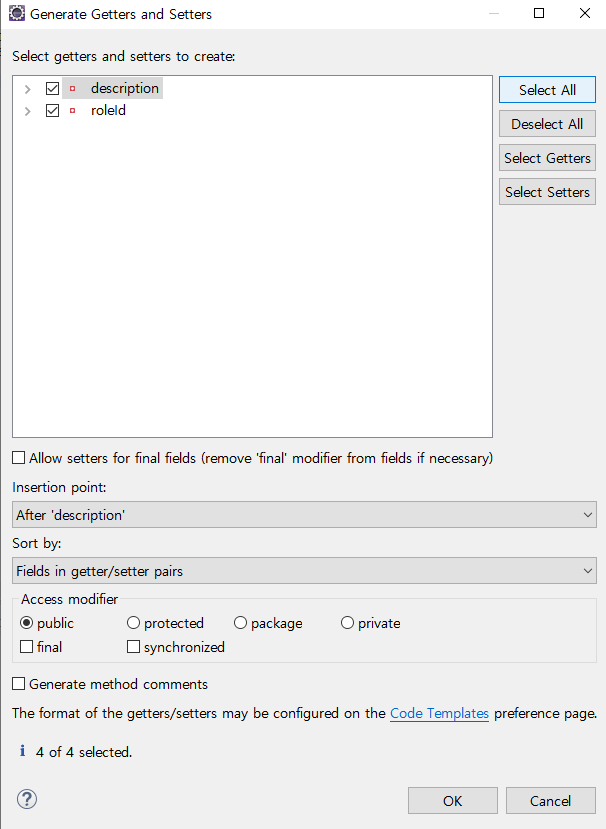 Generate Getters and Setters
Select getters and setters to create:
description
roleId
Select All
Deselect All
Select Getters
Select Setters
Allow setters for final fields (remove 'final' modifier from fields if necessary)
Insertion point:
After 'description'
Sort by:
Fields in getter/setter pairs
Access modifier
public protected package private
final synchronized
Generate method comments
The format of the getters/setters may be configured on the Code Templates preference page.
i 4 of 4 selected.
? OK Cancel